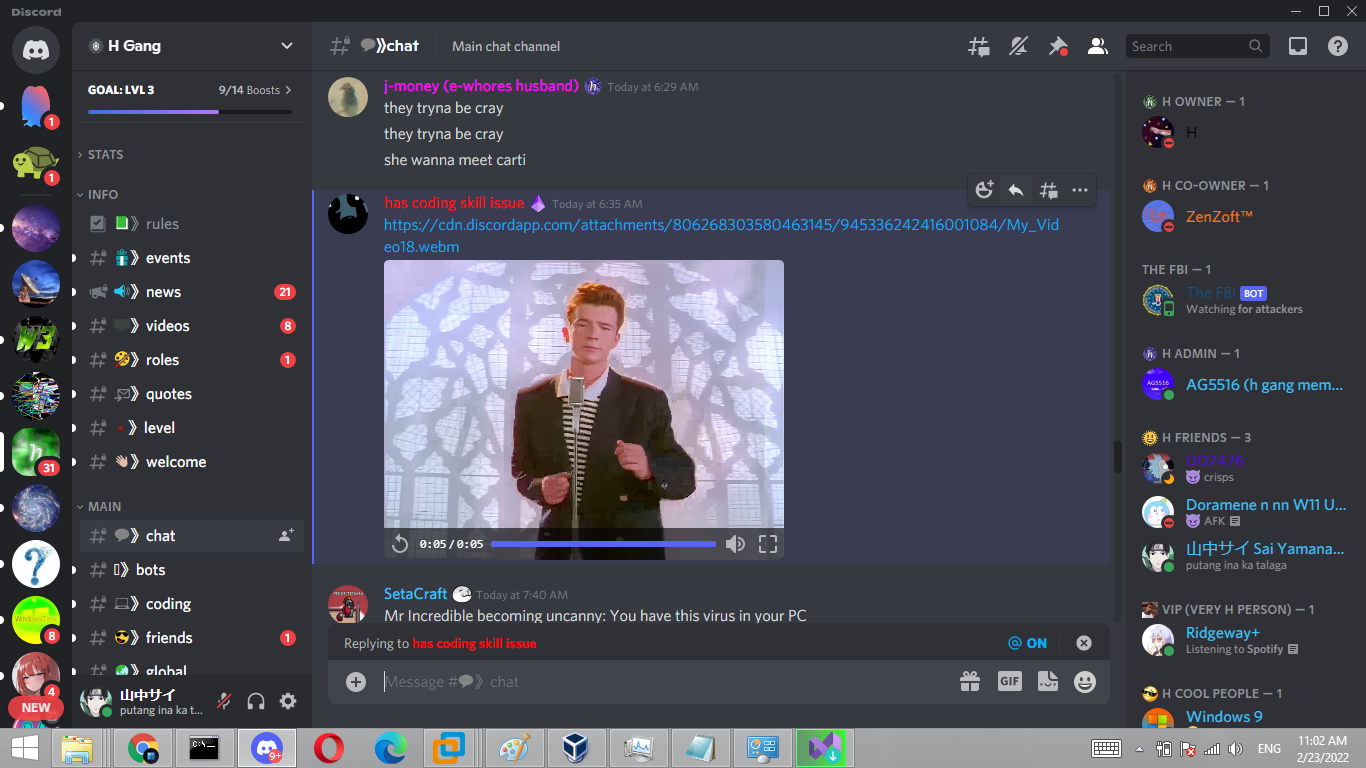 Discord
H Gang
chat
Main chat channel
Search
GOAL: LVL 3
9/14 Boosts
STATS
INFO
rules
events
news
21
videos
8
roles
1
quotes
level
welcome
MAIN
chat
bots
coding
friends
1
global
1
1
W3
h
31
?
8
4
NEW
山中サイ
putang ina ka t...
j-money (e-whores husband)
Today at 6:29 AM
they tryna be cray
they tryna be cray
she wanna meet carti
has coding skill issue
Today at 6:35 AM
https://cdn.discordapp.com/attachments/806268303580463145/945336242416001084/My_Vid
eo18.webm
0:05/0:05
SetaCraft
Today at 7:40 AM
Mr Incredible becoming uncanny: You have this virus in your PC
Replying to has coding skill issue
@ ON
Message # 》 chat
GIF
H OWNER — 1
H
H CO-OWNER — 1
ZenZoft™
THE FBI — 1
The FBI BOT
Watching for attackers
H ADMIN — 1
AG5516
AG5516 (h gang mem...
H FRIENDS — 3
DD2476
crisps
Doramene n nn W11 U...
AFK
山中サイ Sai Yamana...
putang ina ka talaga
VIP (VERY H PERSON) — 1
Ridgeway+
Listening to Spotify
H COOL PEOPLE — 1
Windows 9
C:\_
9+
ENG
11:02 AM
2/23/2022